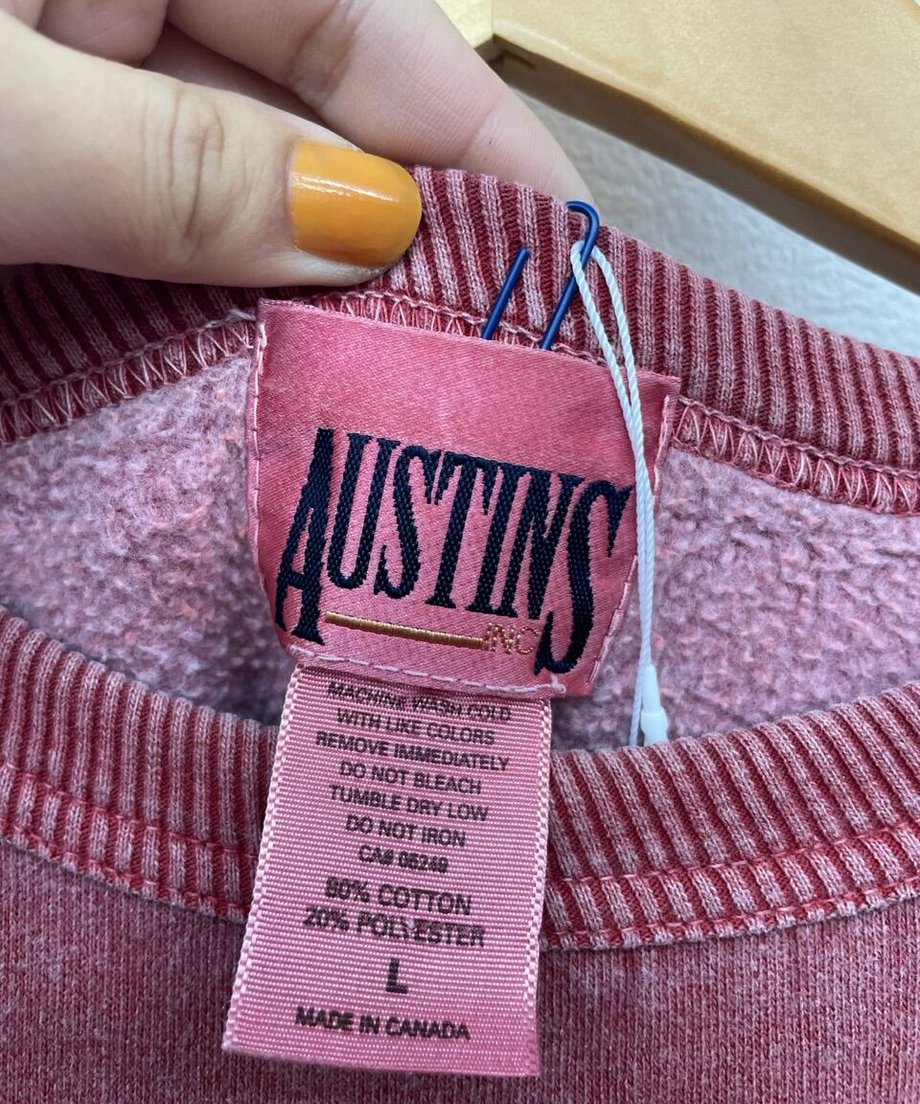 AUSTINS
INC
MACHINE WASH COLD
WITH LIKE COLORS
REMOVE IMMEDIATELY
DO NOT BLEACH
TUMBLE DRY LOW
DO NOT IRON
CA# 05249
80% COTTON
20% POLYESTER
L
MADE IN CANADA